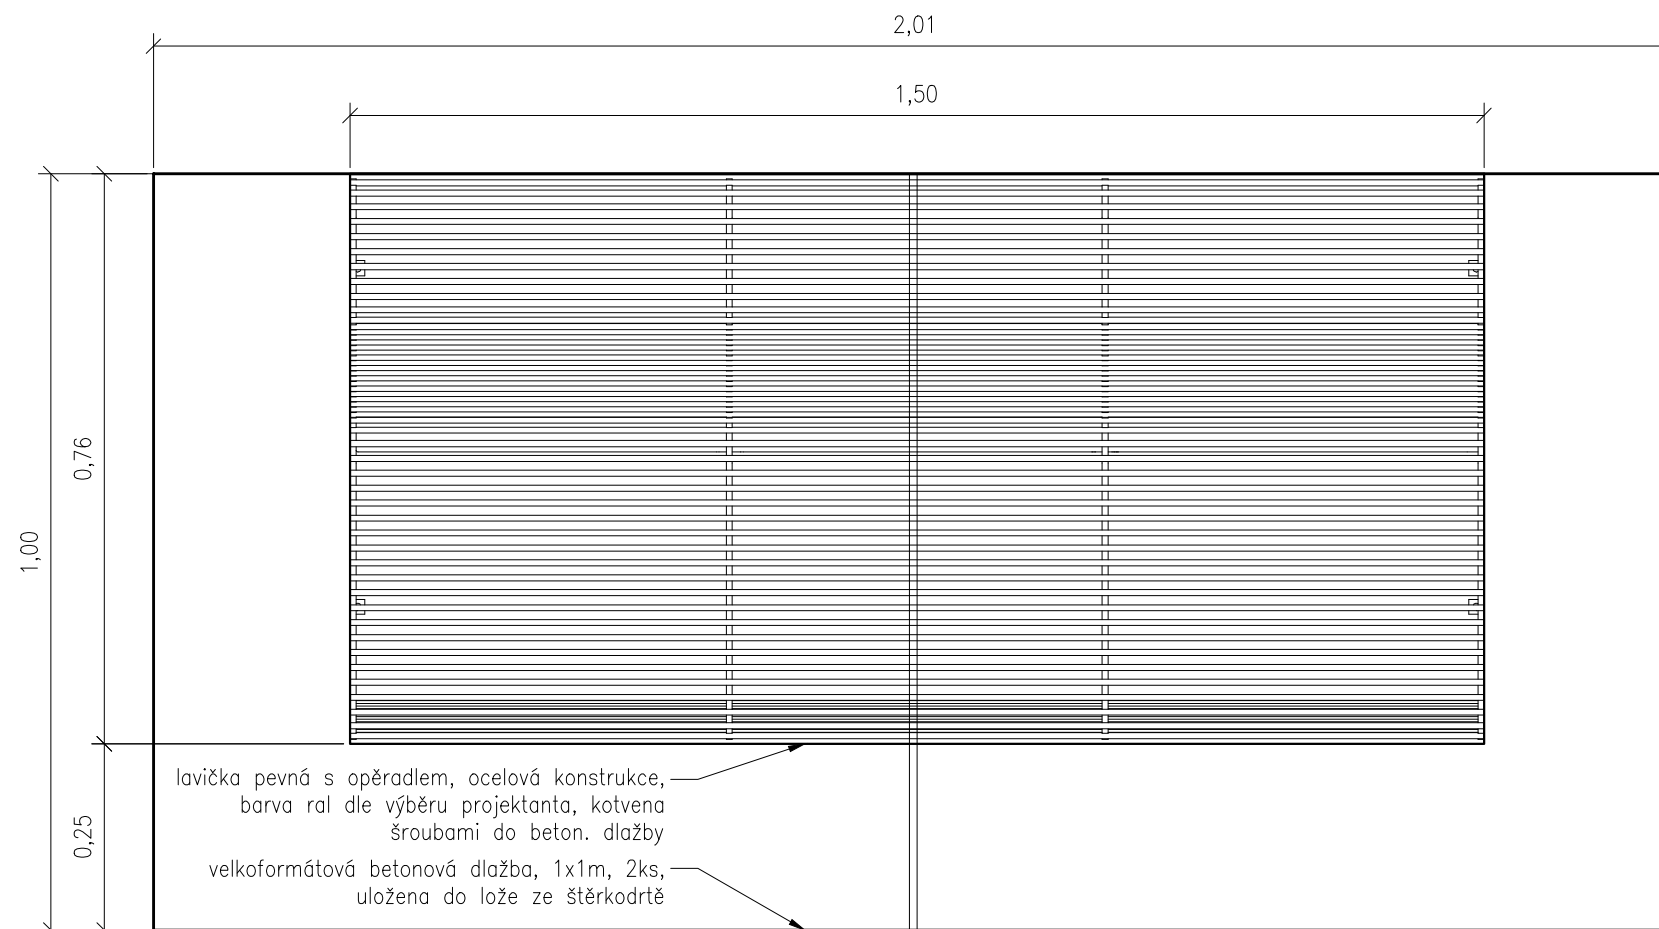 2,01
1,50
0,76
1,00
0,25
lavička pevná s opěradlem, ocelová konstrukce,
barva ral dle výběru projektanta, kotvena
šroubami do beton. dlažby
velkoformátová betonová dlažba, 1x1m, 2ks,
uložena do lože ze štěrkodrtě